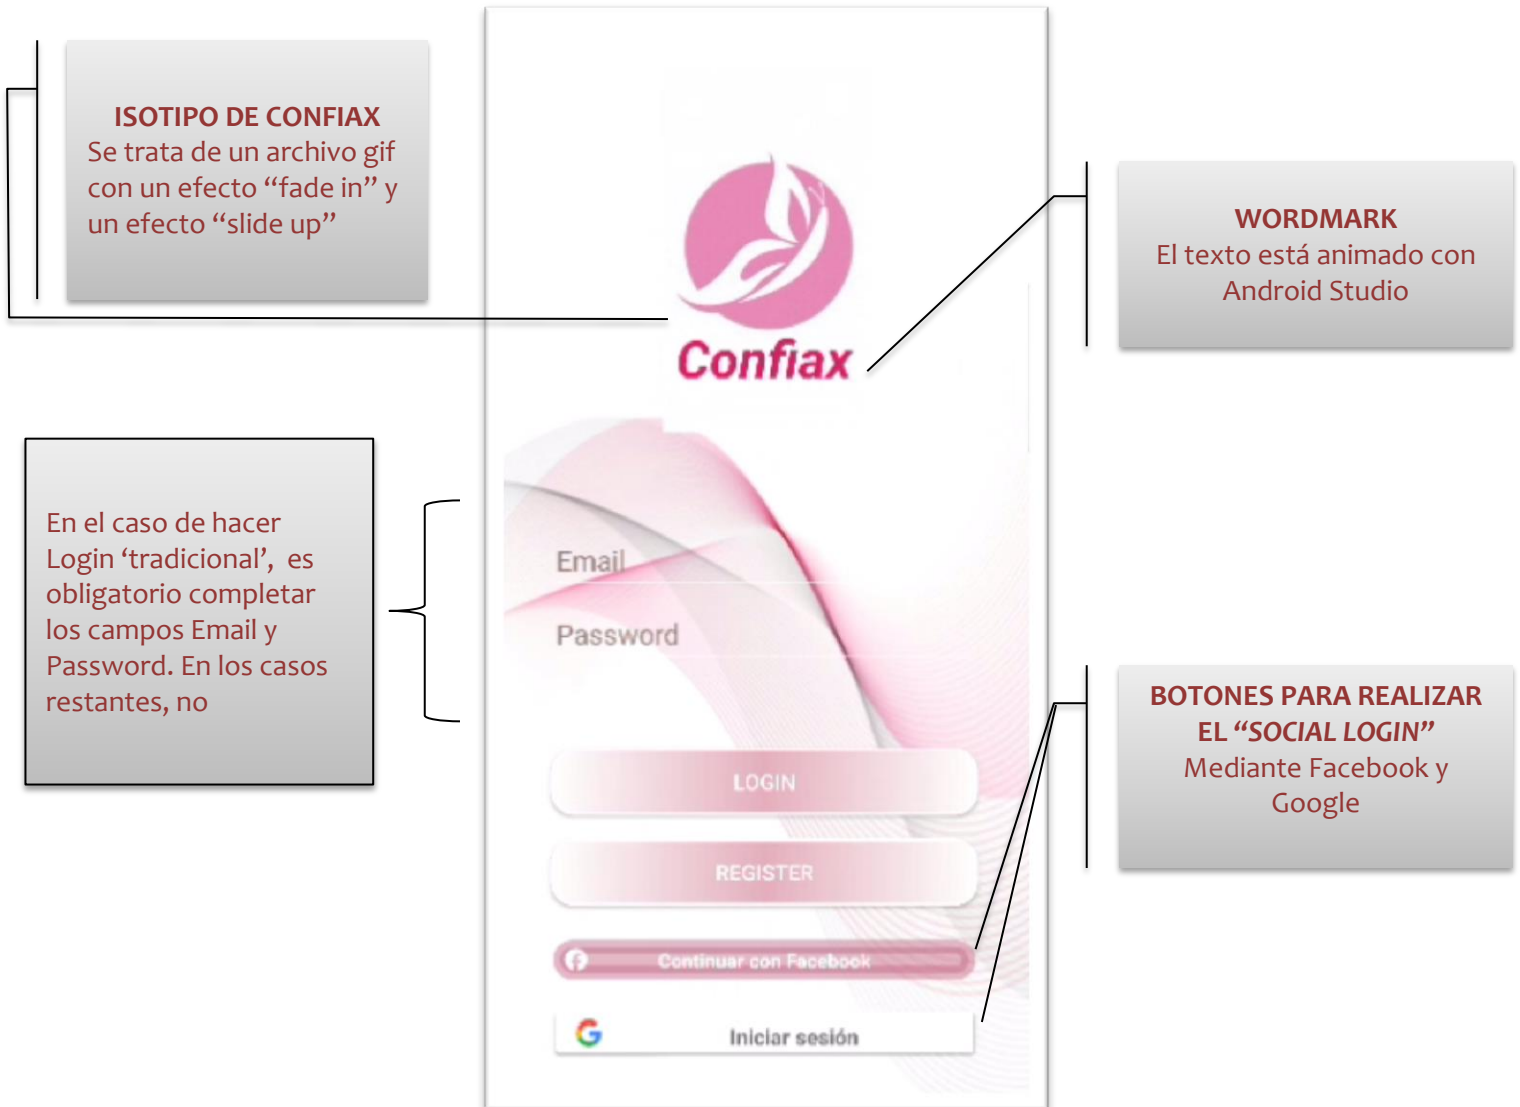 ISOTIPO DE CONFIAX
Se trata de un archivo gif
con un efecto “fade in” y
un efecto “slide up”
WORDMARK
El texto está animado con
Android Studio
Confiax
En el caso de hacer
Login ‘tradicional’, es
obligatorio completar
los campos Email y
Password. En los casos
restantes, no
Email
Password
LOGIN
REGISTER
Continuar con Facebook
Iniciar sesión
BOTONES PARA REALIZAR
EL “SOCIAL LOGIN”
Mediante Facebook y
Google